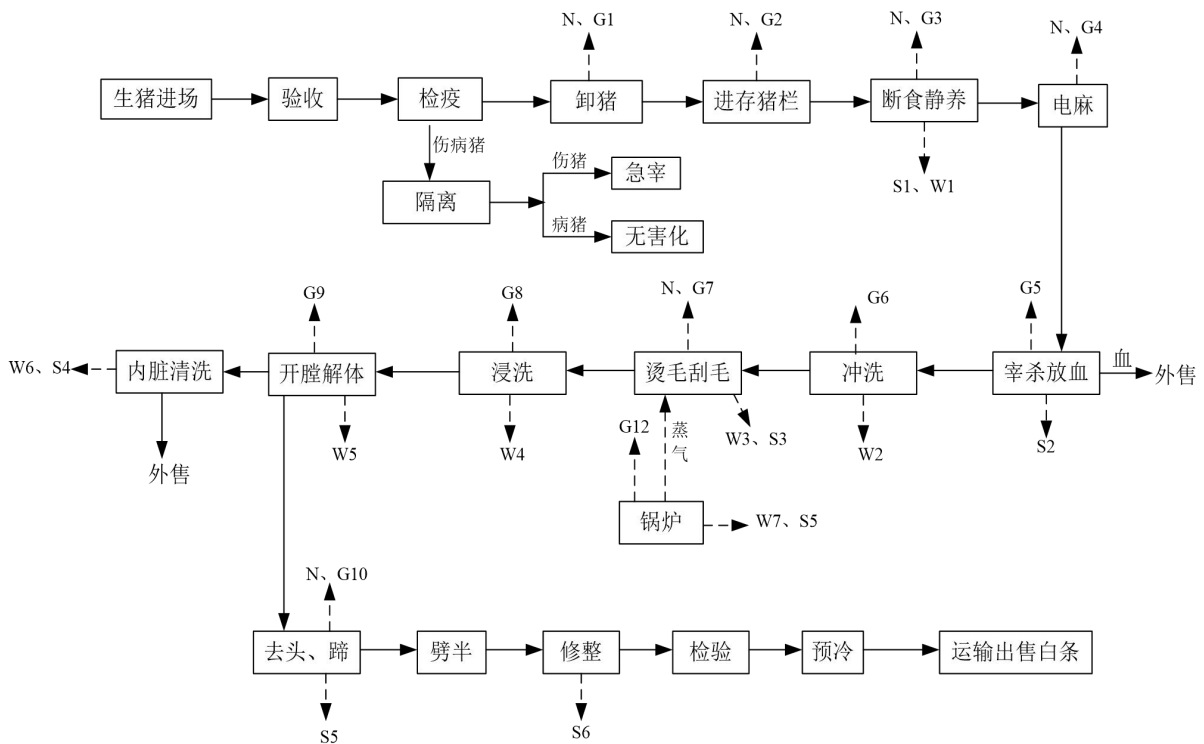 N、G1
N、G2
N、G3
N、G4
生猪进场
验收
检疫
卸猪
进存猪栏
断食静养
电麻
伤病猪
隔离
伤猪
急宰
病猪
无害化
S1、W1
G9
G8
N、G7
G6
G5
W6、S4
内脏清洗
开膛解体
浸洗
烫毛刮毛
冲洗
宰杀放血
血
外售
外售
W5
W4
G12
蒸气
W3、S3
W2
S2
锅炉
W7、S5
N、G10
去头、蹄
劈半
修整
检验
预冷
运输出售白条
S5
S6